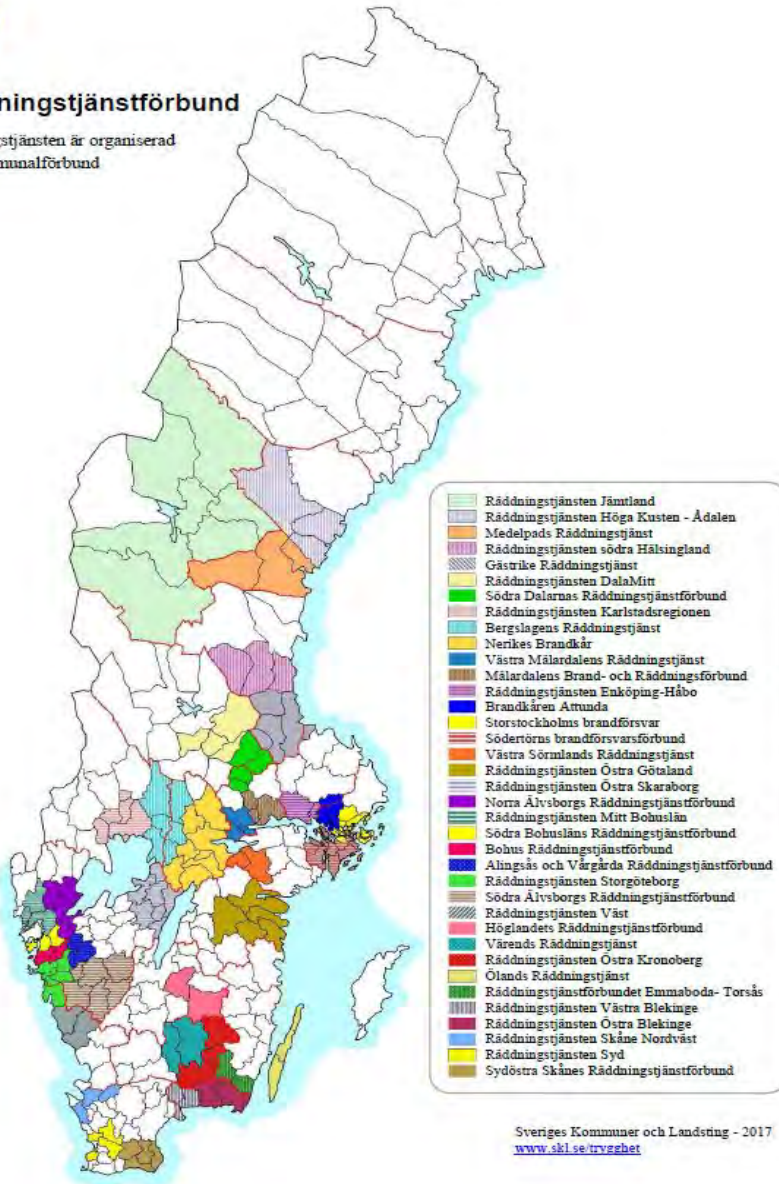 ningstjänstförbund
stjänsten är organiserad
munalförbund
Räddningstjänsten Jämtland
Räddningstjänsten Höga Kusten - Ådalen
Medelpads Räddningstjänst
Räddningstjänsten södra Hälsingland
Gästrike Räddningstjänst
Räddningstjänsten DalaMitt
Södra Dalarnas Räddningstjänstförbund
Räddningstjänsten Karlstadsregionen
Bergslagens Räddningstjänst
Nerikes Brandkår
Västra Mälardalens Räddningstjänst
Mälardalens Brand- och Räddningsförbund
Räddningstjänsten Enköping-Håbo
Brandkåren Attunda
Storstockholms brandförsvar
Södertörns brandförsvarsförbund
Västra Sörmlands Räddningstjänst
Räddningstjänsten Östra Götaland
Räddningstjänsten Östra Skaraborg
Norra Älvsborgs Räddningstjänstförbund
Räddningstjänsten Mitt Bohuslän
Södra Bohusläns Räddningstjänstförbund
Bohus Räddningstjänstförbund
Alingsås och Vårgårda Räddningstjänstförbund
Räddningstjänsten Storgöteborg
Södra Älvsborgs Räddningstjänstförbund
Räddningstjänsten Väst
Höglandets Räddningstjänstförbund
Värends Räddningstjänst
Räddningstjänsten Östra Kronoberg
Ölands Räddningstjänst
Räddningstjänstförbundet Emmaboda- Torsås
Räddningstjänsten Västra Blekinge
Räddningstjänsten Östra Blekinge
Räddningstjänsten Skåne Nordväst
Räddningstjänsten Syd
Sydöstra Skånes Räddningstjänstförbund
Sveriges Kommuner och Landsting - 2017
www.skl.se/trygghet